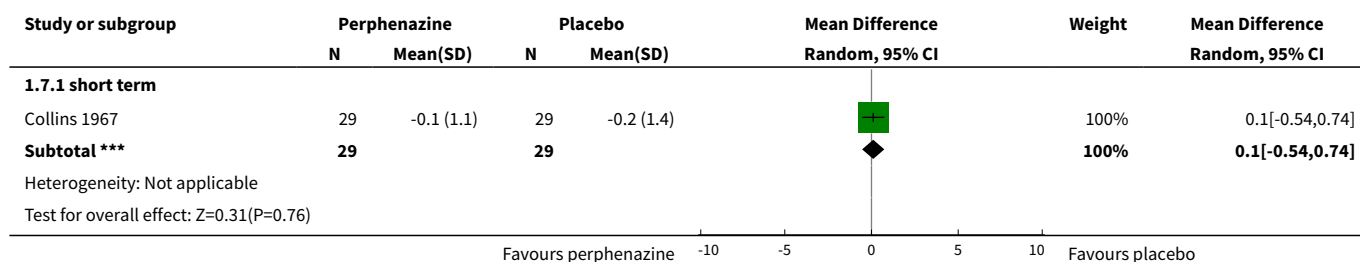 Study or subgroup Perphenazine Placebo Mean Difference Weight Mean Difference
N Mean(SD) N Mean(SD) Random, 95% CI Random, 95% CI
1.7.1 short term
Collins 1967 29 -0.1 (1.1) 29 -0.2 (1.4) 100% 0.1[-0.54,0.74]
Subtotal *** 29 29 100% 0.1[-0.54,0.74]
Heterogeneity: Not applicable
Test for overall effect: Z=0.31(P=0.76)
Favours perphenazine -10 -5 0 5 10 Favours placebo